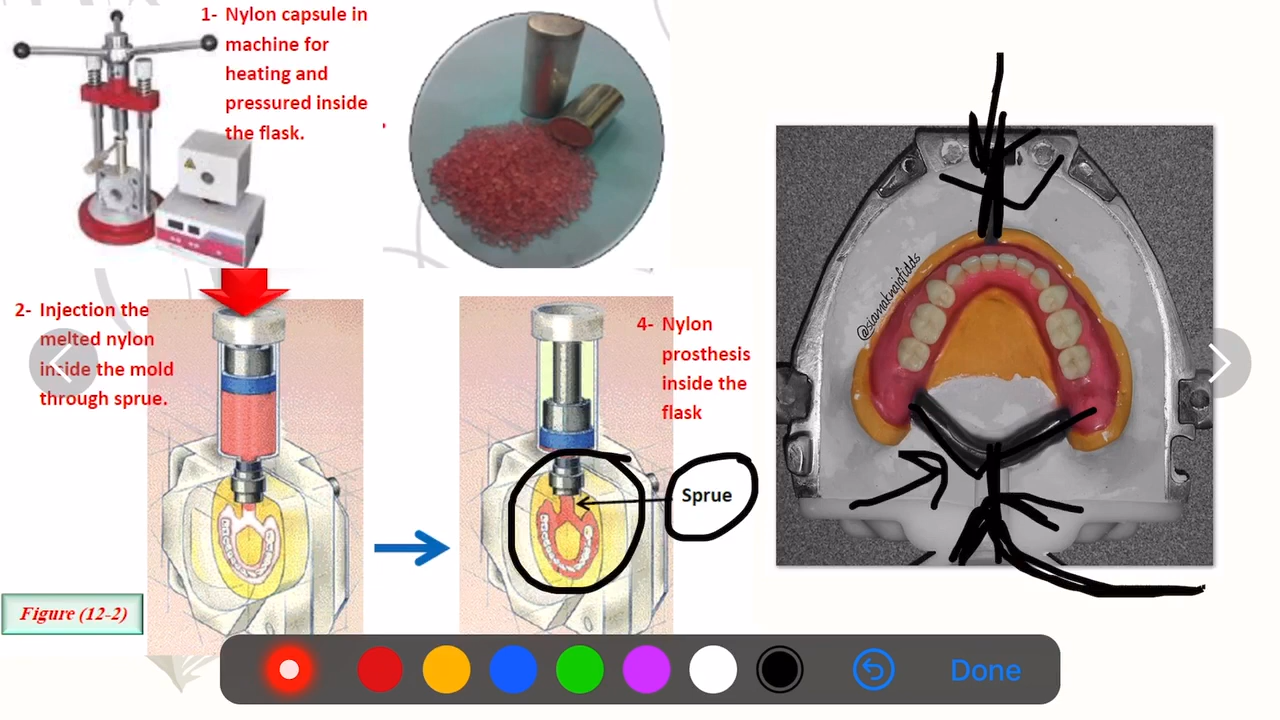 1- Nylon capsule in
machine for
heating and
pressured inside
the flask.
2- Injection the
melted nylon
inside the mold
through sprue.
4- Nylon
prosthesis
inside the
flask
Sprue
@siamaknajafidds
Figure (12-2)
Done